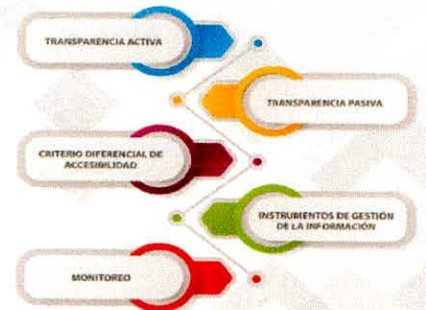 TRANSPARENCIA ACTIVA
TRANSPARENCIA PASIVA
CRITERIO DIFERENCIAL DE
ACCESIBILIDAD
INSTRUMENTOS DE GESTIÓN
DE LA INFORMACIÓN
MONITOREO